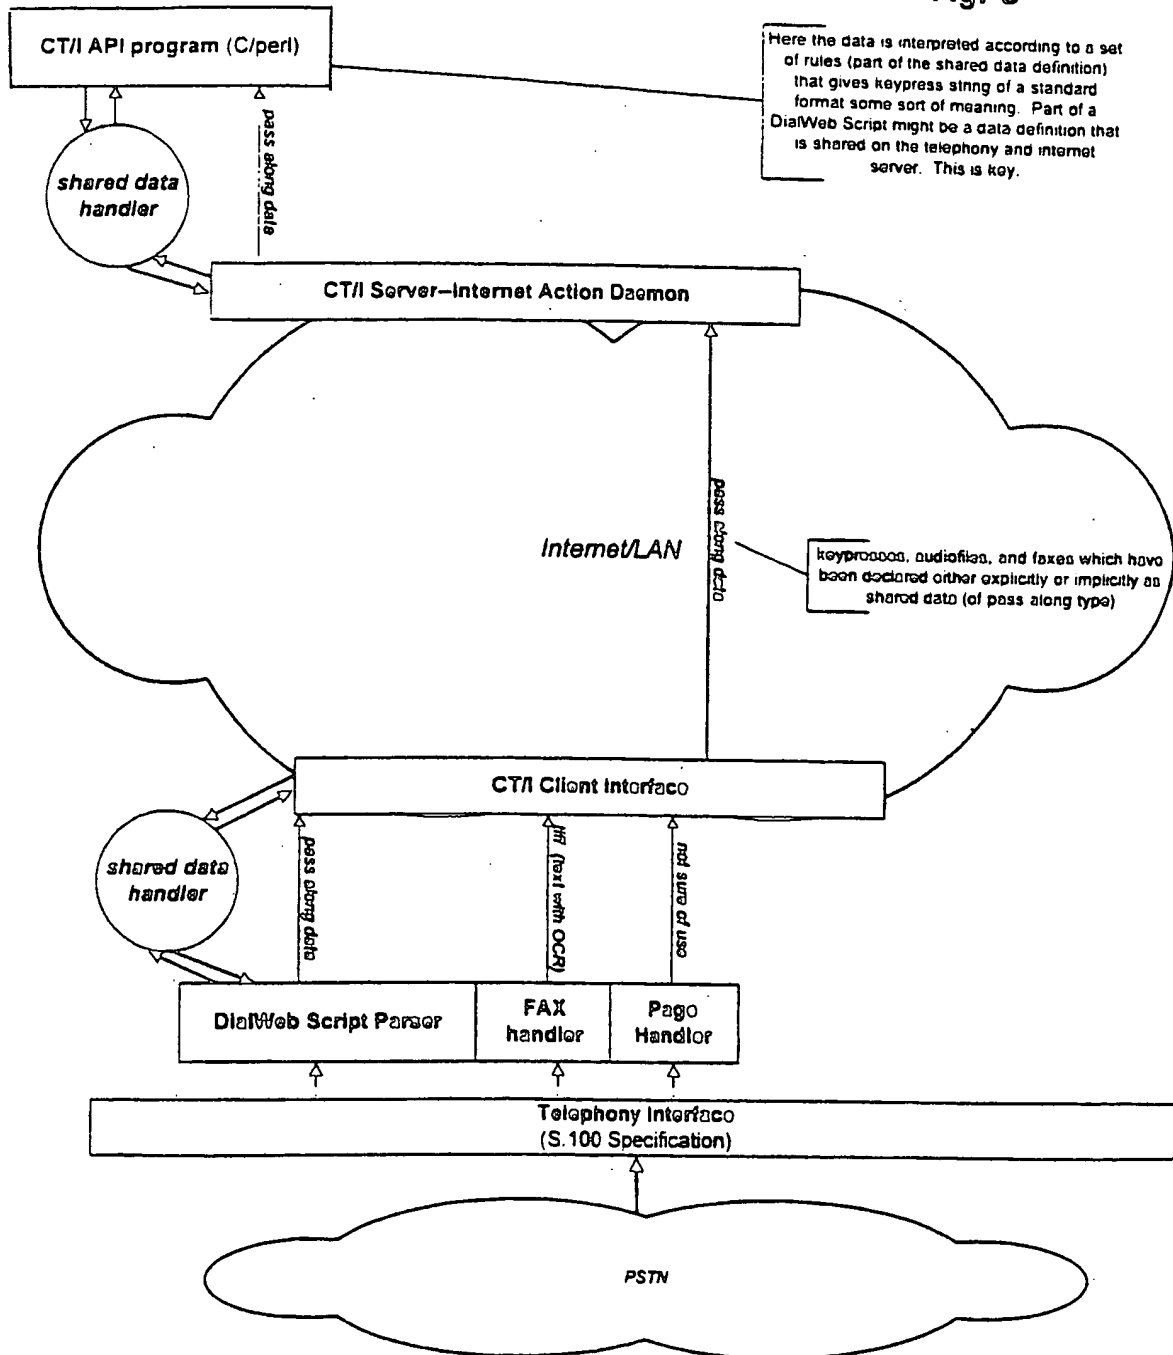 CT/I API program (C/perl)
Here the data is interpreted according to a set
of rules (part of the shared data definition)
that gives keypress string of a standard
format some sort of meaning. Part of a
DialWeb Script might be a data definition that
is shared on the telephony and internet
server. This is key.
pass along data
shared data
handler
CT/I Server–Internet Action Daemon
Internet/LAN
pass along data
keypresses, audiofiles, and faxes which have
been declared either explicitly or implicitly as
shared data (of pass along type)
CT/I Client Interface
shared data
handler
pass along data
(text with OCR)
not sure of use
DialWeb Script Parser
FAX
handler
Page
Handler
Telephony Interface
(S.100 Specification)
PSTN